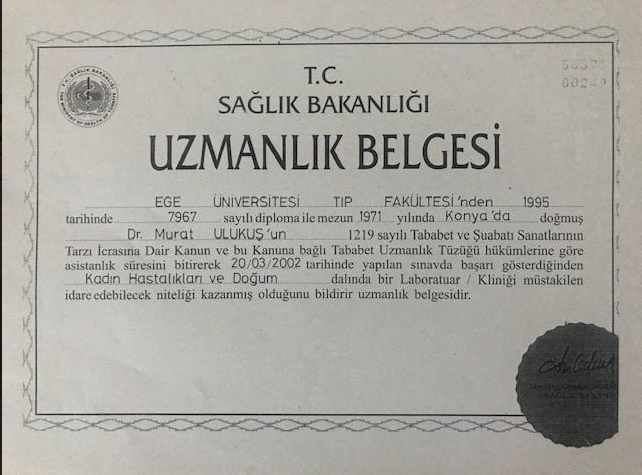 T.C.
SAĞLIK BAKANLIĞI
UZMANLIK BELGESİ
EGE ÜNİVERSİTESİ TIP FAKÜLTESİ'nden 1995
tarihinde 7967 sayılı diploma ile mezun 1971 yılında Konya'da doğmuş
Dr. Murat ULUKUŞ'un 1219 sayılı Tababet ve Şuabatı Sanatlarının
Tarzı İcrasına Dair Kanun ve bu Kanuna bağlı Tababet Uzmanlık Tüzüğü hükümlerine göre
asistanlık süresini bitirerek 20/03/2002 tarihinde yapılan sınavda başarı gösterdiğinden
Kadın Hastalıkları ve Doğum dalında bir Laboratuar / Kliniği müstakilen
idare edebilecek niteliği kazanmış olduğunu bildirir uzmanlık belgesidir.